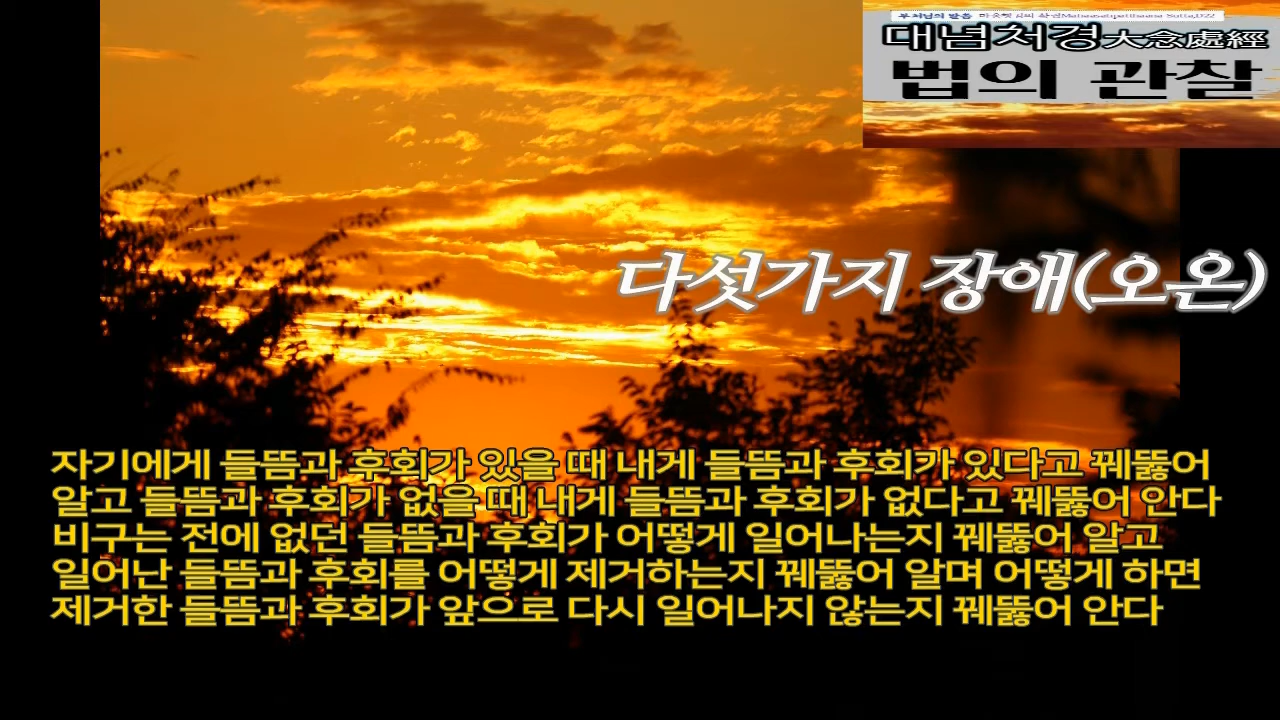 부처님의 말씀
대념처경大念處經
법의 관찰
다섯가지 장애(오온)
자기에게 들뜸과 후회가 있을 때 내게 들뜸과 후회가 있다고 꿰뚫어
알고 들뜸과 후회가 없을 때 내게 들뜸과 후회가 없다고 꿰뚫어 안다
비구는 전에 없던 들뜸과 후회가 어떻게 일어나는지 꿰뚫어 알고
일어난 들뜸과 후회를 어떻게 제거하는지 꿰뚫어 알며 어떻게 하면
제거한 들뜸과 후회가 앞으로 다시 일어나지 않는지 꿰뚫어 안다